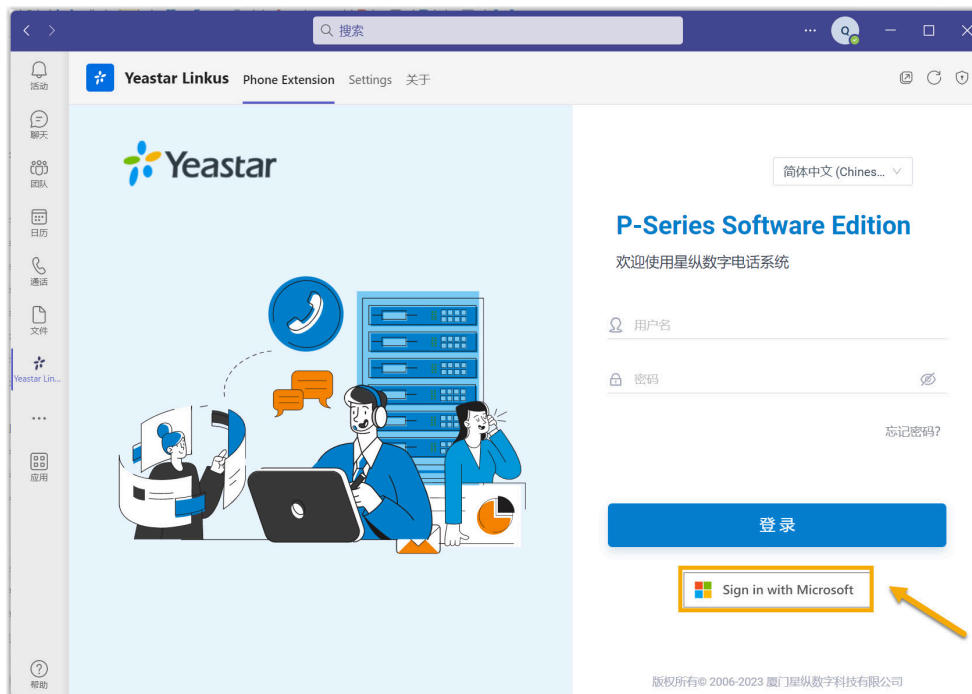 搜索
Q
活动
聊天
团队
日历
通话
文件
Yeastar Lin...
应用
帮助
Yeastar Linkus Phone Extension Settings 关于
Yeastar
简体中文 (Chines...
P-Series Software Edition
欢迎使用星纵数字电话系统
用户名
密码
忘记密码?
登录
Sign in with Microsoft
版权所有© 2006-2023 厦门星纵数字科技有限公司